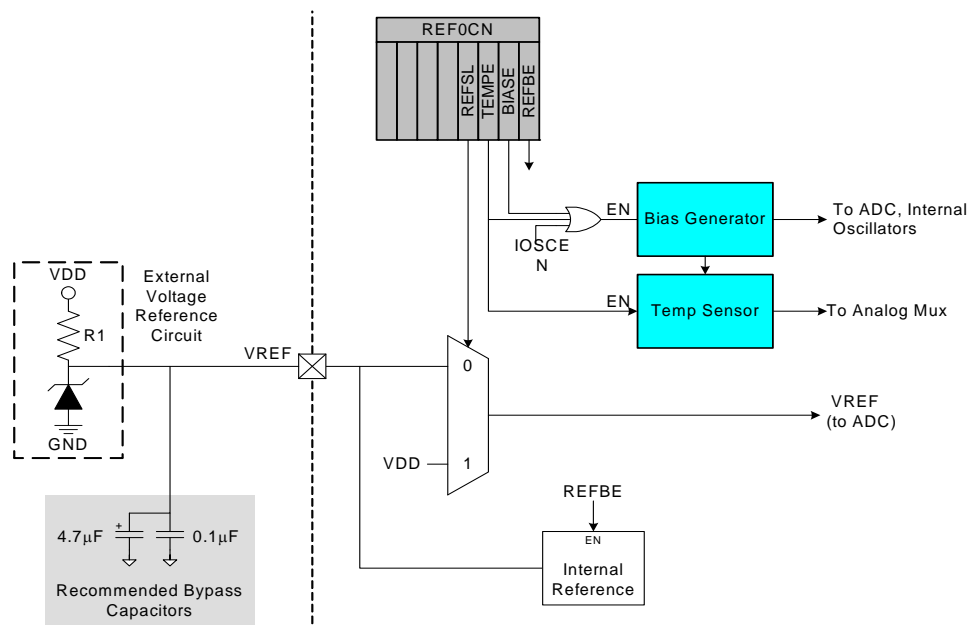 REF0CN
REFSL
TEMPE
BIASE
REFBE
EN
Bias Generator
To ADC, Internal
Oscillators
IOSCE
N
EN
Temp Sensor
To Analog Mux
VDD
R1
GND
External
Voltage
Reference
Circuit
VREF
0
VREF
(to ADC)
VDD
1
REFBE
EN
Internal
Reference
4.7µF
+
0.1µF
Recommended Bypass
Capacitors